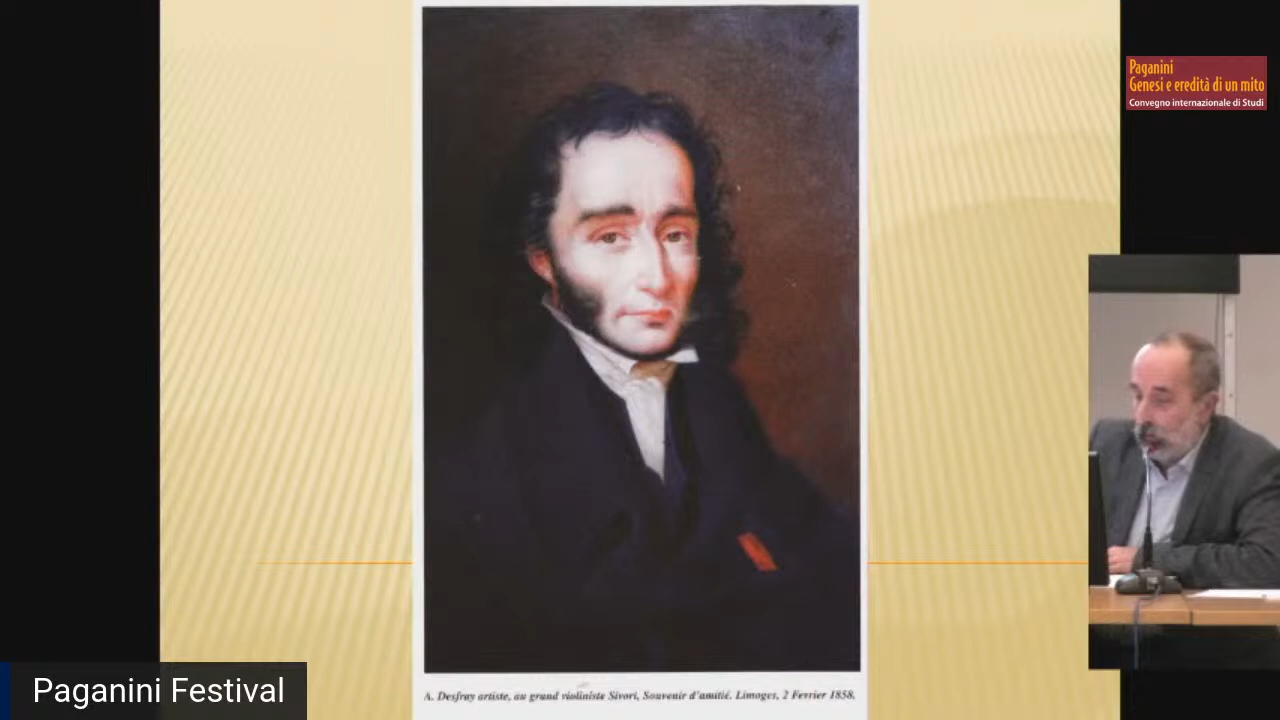 Paganini
Genesi e eredità di un mito
Convegno internazionale di Studi
A. Desfray artiste, au grand violiniste Sivori, Souvenir d'amitié. Limoges, 2 Fevrier 1858.
Paganini Festival